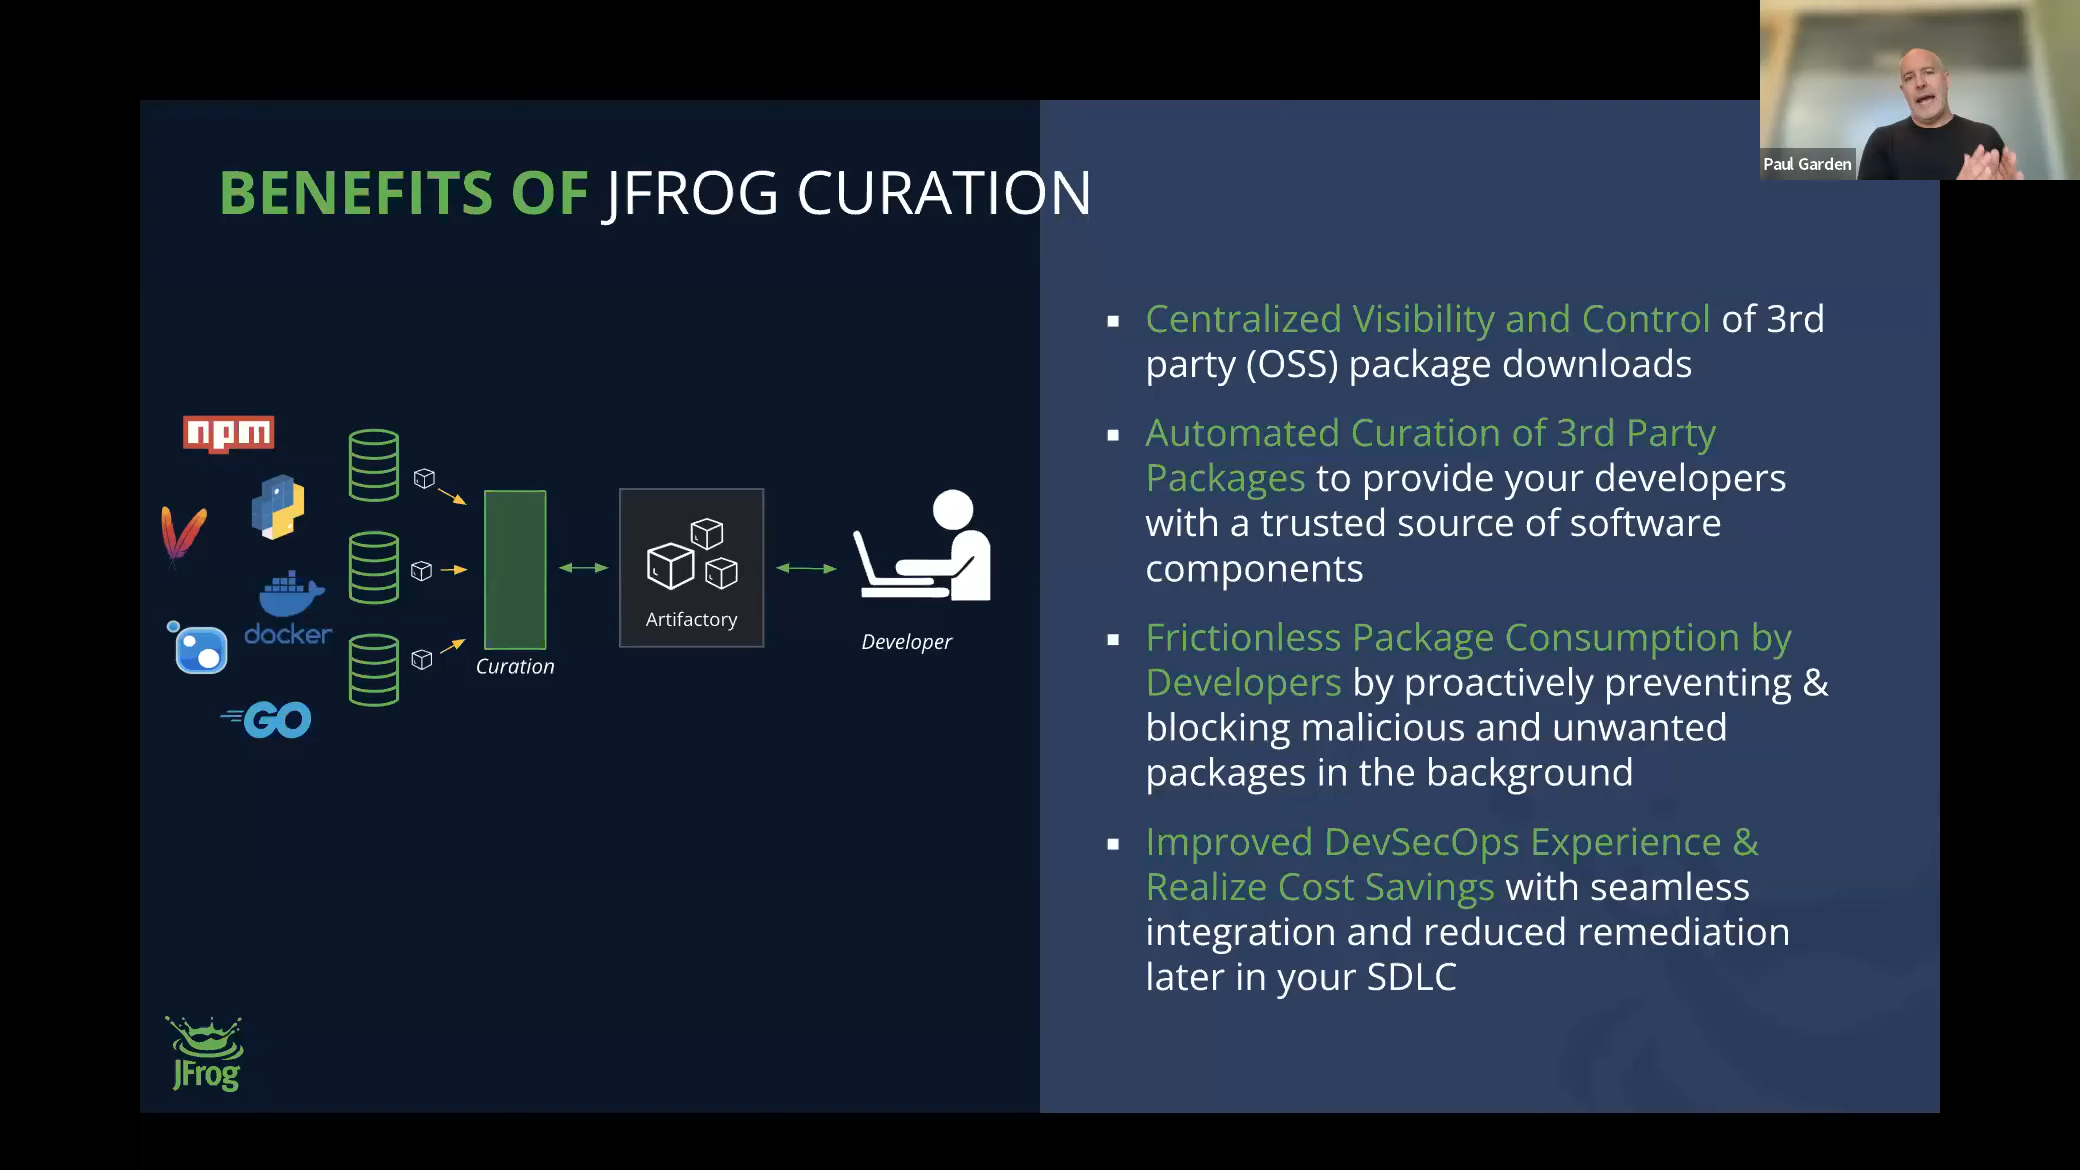 Paul Garden
BENEFITS OF JFROG CURATION
Centralized Visibility and Control of 3rd
party (OSS) package downloads
Automated Curation of 3rd Party
Packages to provide your developers
with a trusted source of software
components
Frictionless Package Consumption by
Developers by proactively preventing &
blocking malicious and unwanted
packages in the background
Improved DevSecOps Experience &
Realize Cost Savings with seamless
integration and reduced remediation
later in your SDLC
npm
docker
GO
Curation
Artifactory
Developer
JFrog